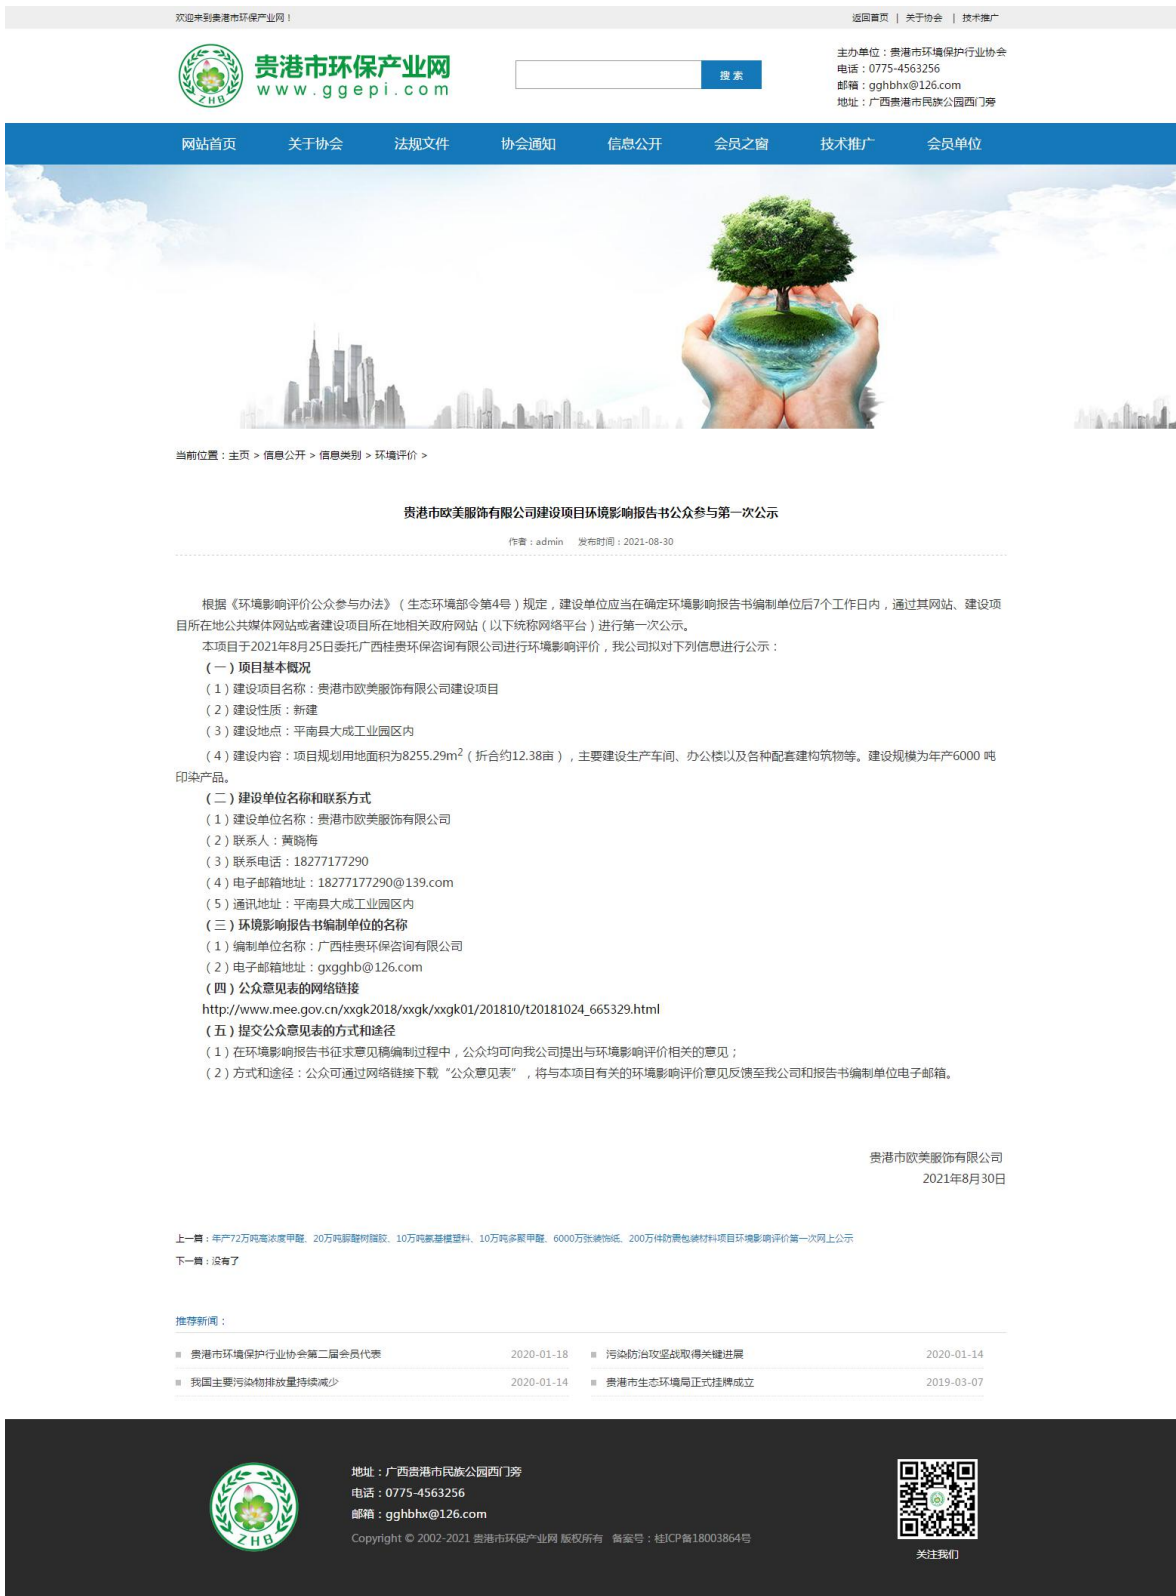 欢迎来到贵港市环保产业网！
返回首页 | 关于协会 | 技术推广
贵港市环保产业网
www.ggepi.com
ZHB
搜 索
主办单位：贵港市环境保护行业协会
电话：0775-4563256
邮箱：gghbhx@126.com
地址：广西贵港市民族公园西门旁
网站首页 关于协会 法规文件 协会通知 信息公开 会员之窗 技术推广 会员单位
当前位置：主页 > 信息公开 > 信息类别 > 环境评价 >
贵港市欧美服饰有限公司建设项目环境影响报告书公众参与第一次公示
作者：admin 发布时间：2021-08-30
根据《环境影响评价公众参与办法》（生态环境部令第4号）规定，建设单位应当在确定环境影响报告书编制单位后7个工作日内，通过其网站、建设项
目所在地公共媒体网站或者建设项目所在地相关政府网站（以下统称网络平台）进行第一次公示。
本项目于2021年8月25日委托广西桂贵环保咨询有限公司进行环境影响评价，我公司拟对下列信息进行公示：
（一）项目基本概况
（1）建设项目名称：贵港市欧美服饰有限公司建设项目
（2）建设性质：新建
（3）建设地点：平南县大成工业园区内
（4）建设内容：项目规划用地面积为8255.29m²（折合约12.38亩），主要建设生产车间、办公楼以及各种配套建构筑物等。建设规模为年产6000 吨
印染产品。
（二）建设单位名称和联系方式
（1）建设单位名称：贵港市欧美服饰有限公司
（2）联系人：黄晓梅
（3）联系电话：18277177290
（4）电子邮箱地址：18277177290@139.com
（5）通讯地址：平南县大成工业园区内
（三）环境影响报告书编制单位的名称
（1）编制单位名称：广西桂贵环保咨询有限公司
（2）电子邮箱地址：gxgghb@126.com
（四）公众意见表的网络链接
http://www.mee.gov.cn/xxgk2018/xxgk/xxgk01/201810/t20181024_665329.html
（五）提交公众意见表的方式和途径
（1）在环境影响报告书征求意见稿编制过程中，公众均可向我公司提出与环境影响评价相关的意见；
（2）方式和途径：公众可通过网络链接下载“公众意见表”，将与本项目有关的环境影响评价意见反馈至我公司和报告书编制单位电子邮箱。
贵港市欧美服饰有限公司
2021年8月30日
上一篇：年产72万吨高浓度甲醛、20万吨脲醛树脂胶、10万吨氨基模塑料、10万吨多聚甲醛、6000万张装饰纸、200万件防震包装材料项目环境影响评价第一次网上公示
下一篇：没有了
推荐新闻：
贵港市环境保护行业协会第二届会员代表 2020-01-18
污染防治攻坚战取得关键进展 2020-01-14
我国主要污染物排放量持续减少 2020-01-14
贵港市生态环境局正式挂牌成立 2019-03-07
ZHB
地址：广西贵港市民族公园西门旁
电话：0775-4563256
邮箱：gghbhx@126.com
Copyright © 2002-2021 贵港市环保产业网 版权所有 备案号：桂ICP备18003864号
关注我们